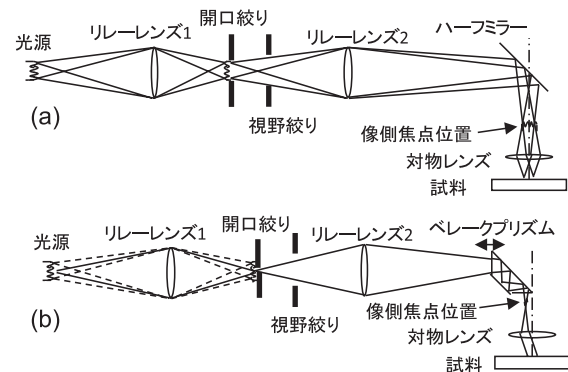 光源
リレーレンズ1
開口絞り
視野絞り
リレーレンズ2
ハーフミラー
像側焦点位置
対物レンズ
試料
(a)
光源
リレーレンズ1
開口絞り
視野絞り
リレーレンズ2
ベレークプリズム
像側焦点位置
対物レンズ
試料
(b)